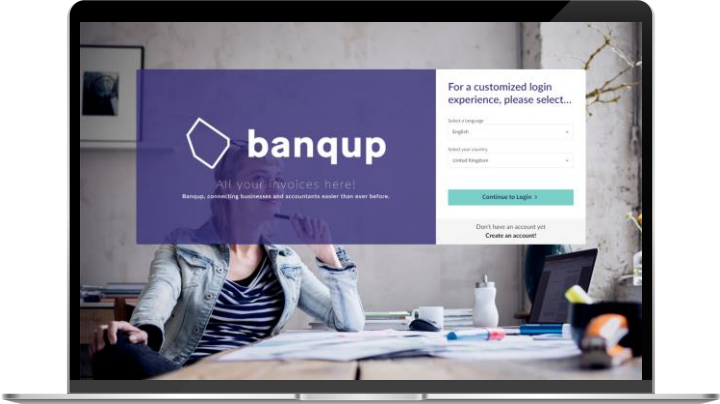 banqup
All your invoices here!
Banqup, connecting businesses and accountants easier than ever before.
For a customized login
experience, please select...
Select a language
English
Select your country
United Kingdom
Continue to Login >
Don't have an account yet
Create an account!